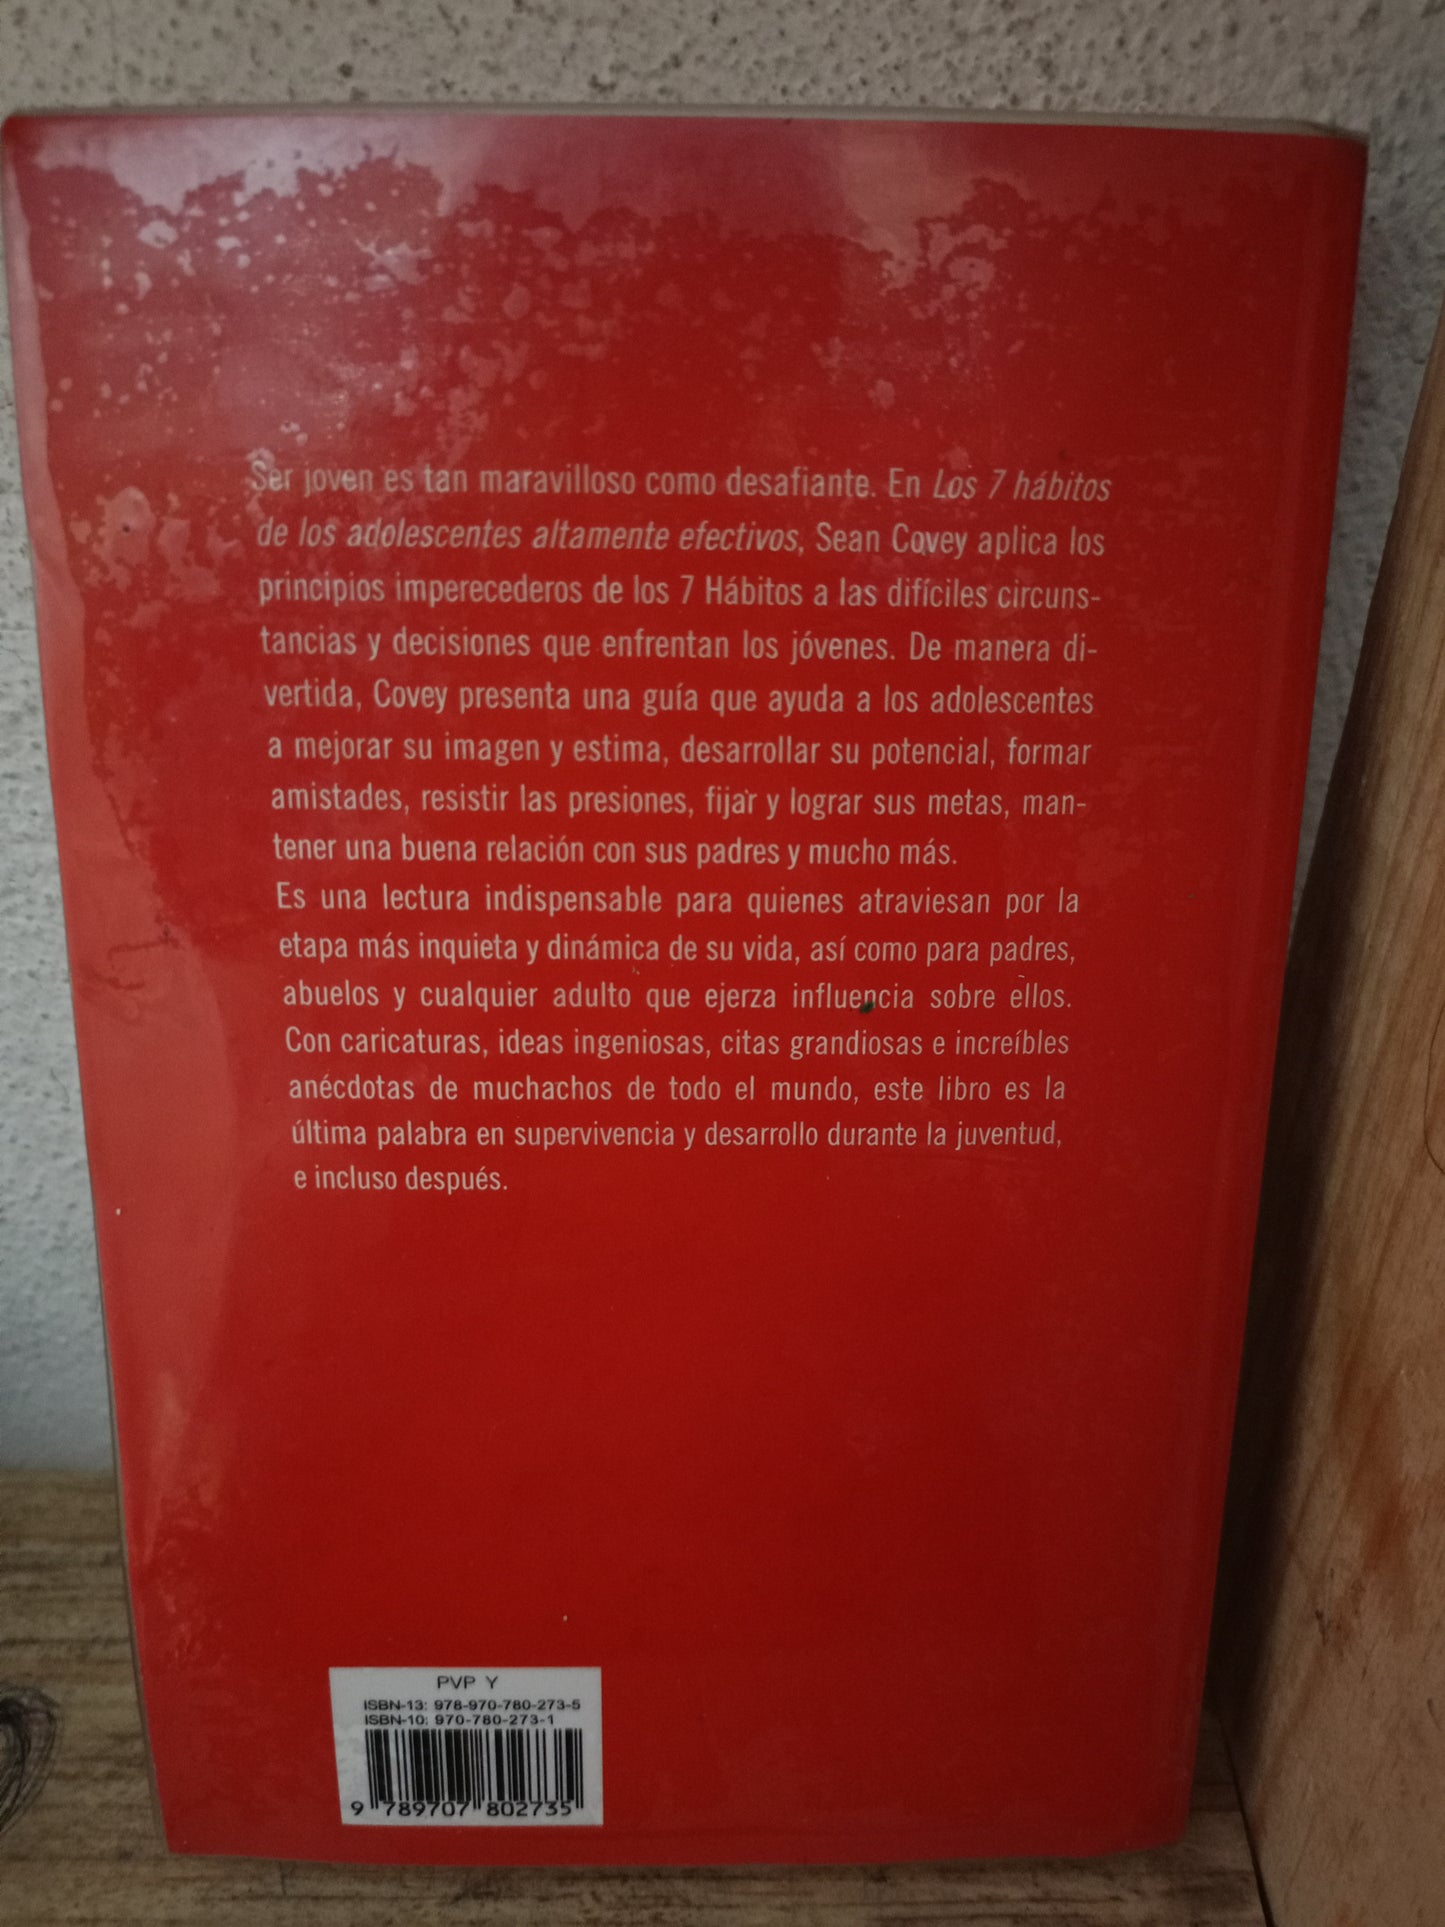 Ser joven es tan maravilloso como desafiante. En Los 7 hábitos
de los adolescentes altamente efectivos, Sean Covey aplica los
principios imperecederos de los 7 Hábitos a las difíciles circuns-
tancias y decisiones que enfrentan los jóvenes. De manera di-
vertida, Covey presenta una guía que ayuda a los adolescentes
a mejorar su imagen y estima, desarrollar su potencial, formar
amistades, resistir las presiones, fijar y lograr sus metas, man-
tener una buena relación con sus padres y mucho más.
Es una lectura indispensable para quienes atraviesan por la
etapa más inquieta y dinámica de su vida, así como para padres,
abuelos y cualquier adulto que ejerza influencia sobre ellos.
Con caricaturas, ideas ingeniosas, citas grandiosas e increíbles
anécdotas de muchachos de todo el mundo, este libro es la
última palabra en supervivencia y desarrollo durante la juventud,
e incluso después.
PVP Y
ISBN-13: 978-970-780-273-5
ISBN-10: 970-780-273-1
9 789707 802735